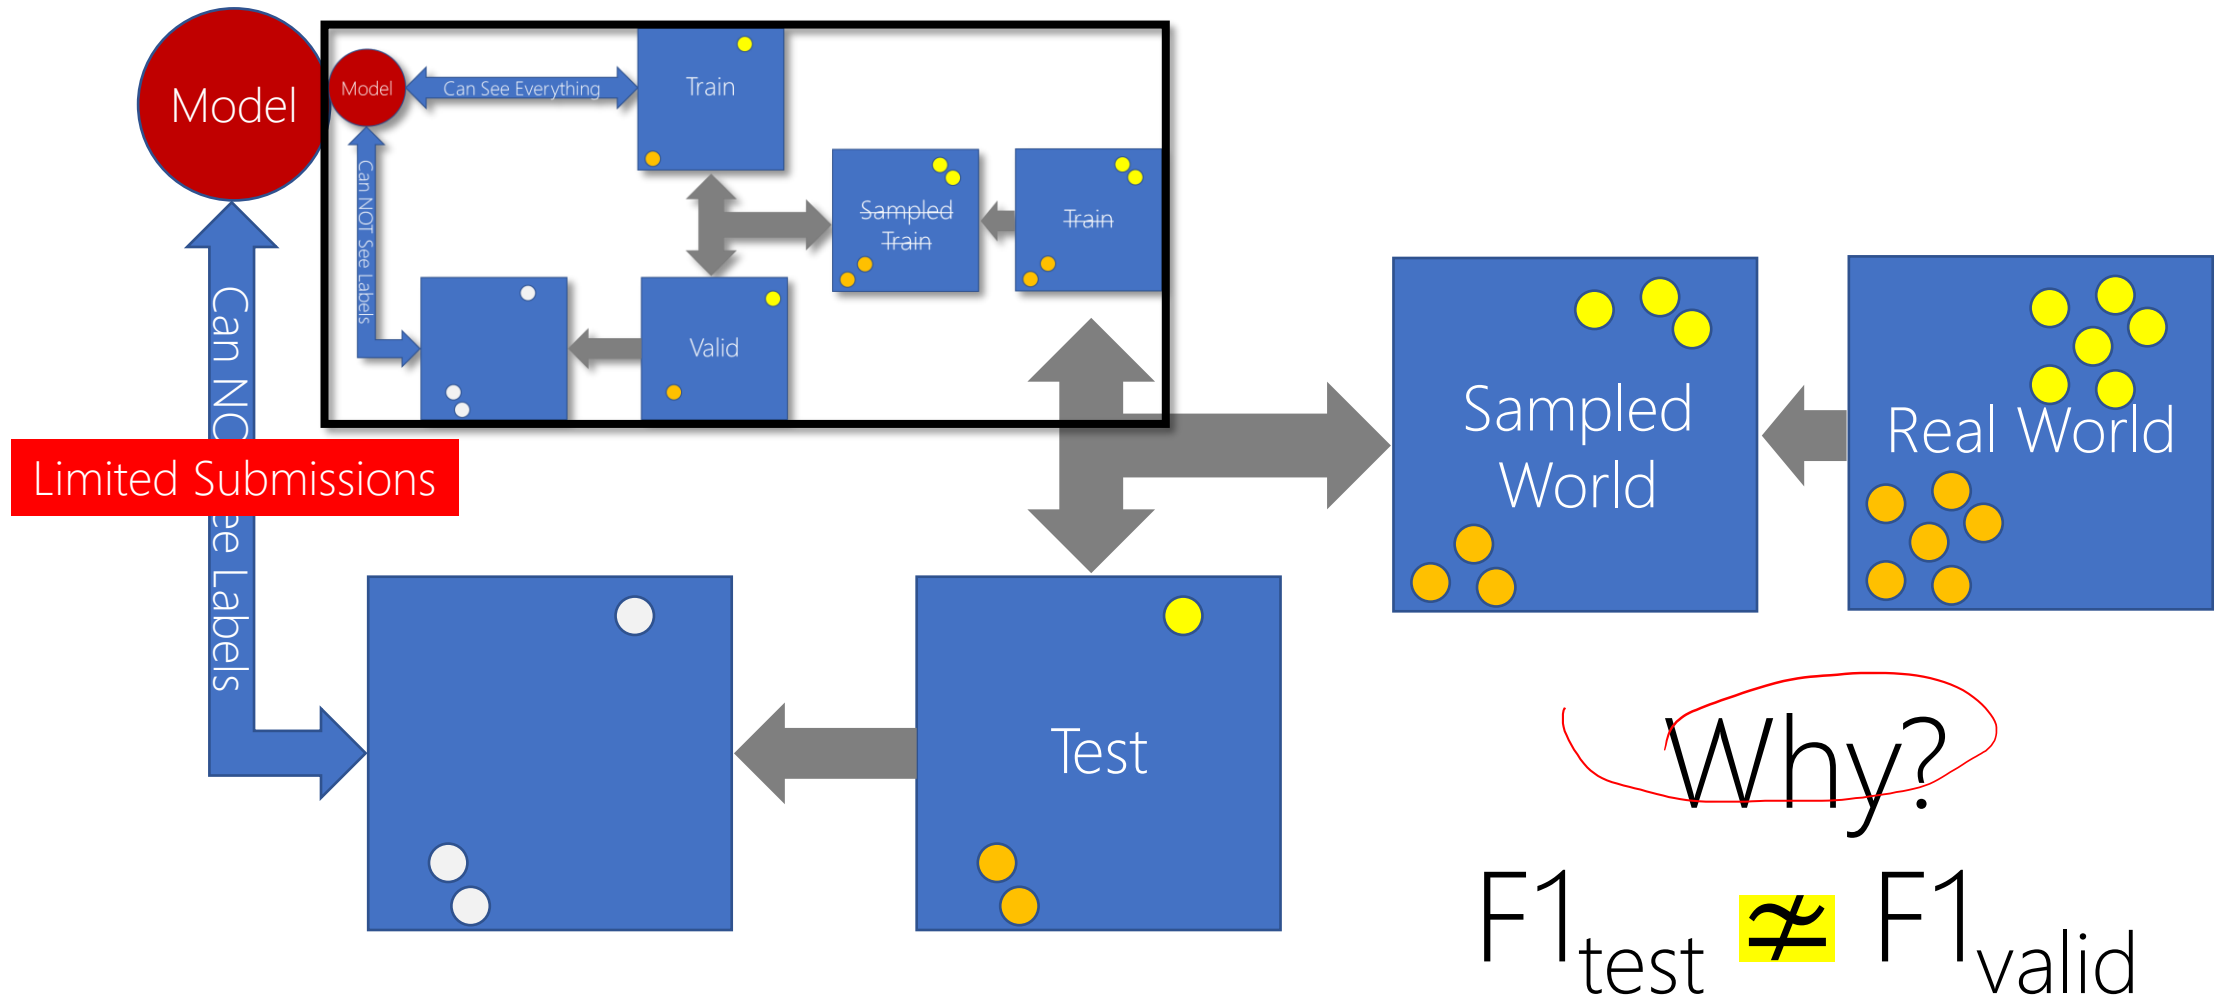 Model
Model
Can See Everything
Train
Can NOT See Labels
Sampled
Train
Train
Valid
Can NO
ee Labels
Limited Submissions
Sampled
World
Real World
Test
Why?
F1test ≉ F1valid